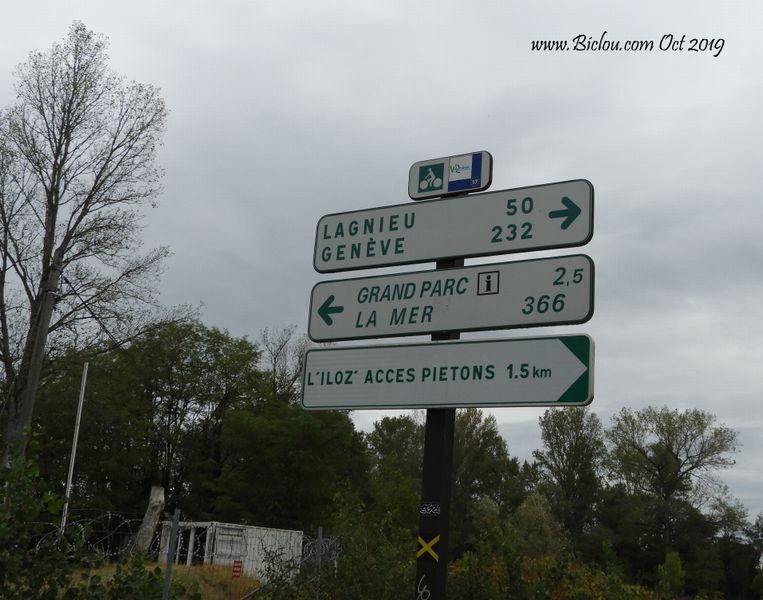 www.Biclou.com Oct 2019
17
LAGNIEU 50
GENÈVE 232
GRAND PARC i 2,5
LA MER 366
L'ILOZ' ACCES PIETONS 1.5 km